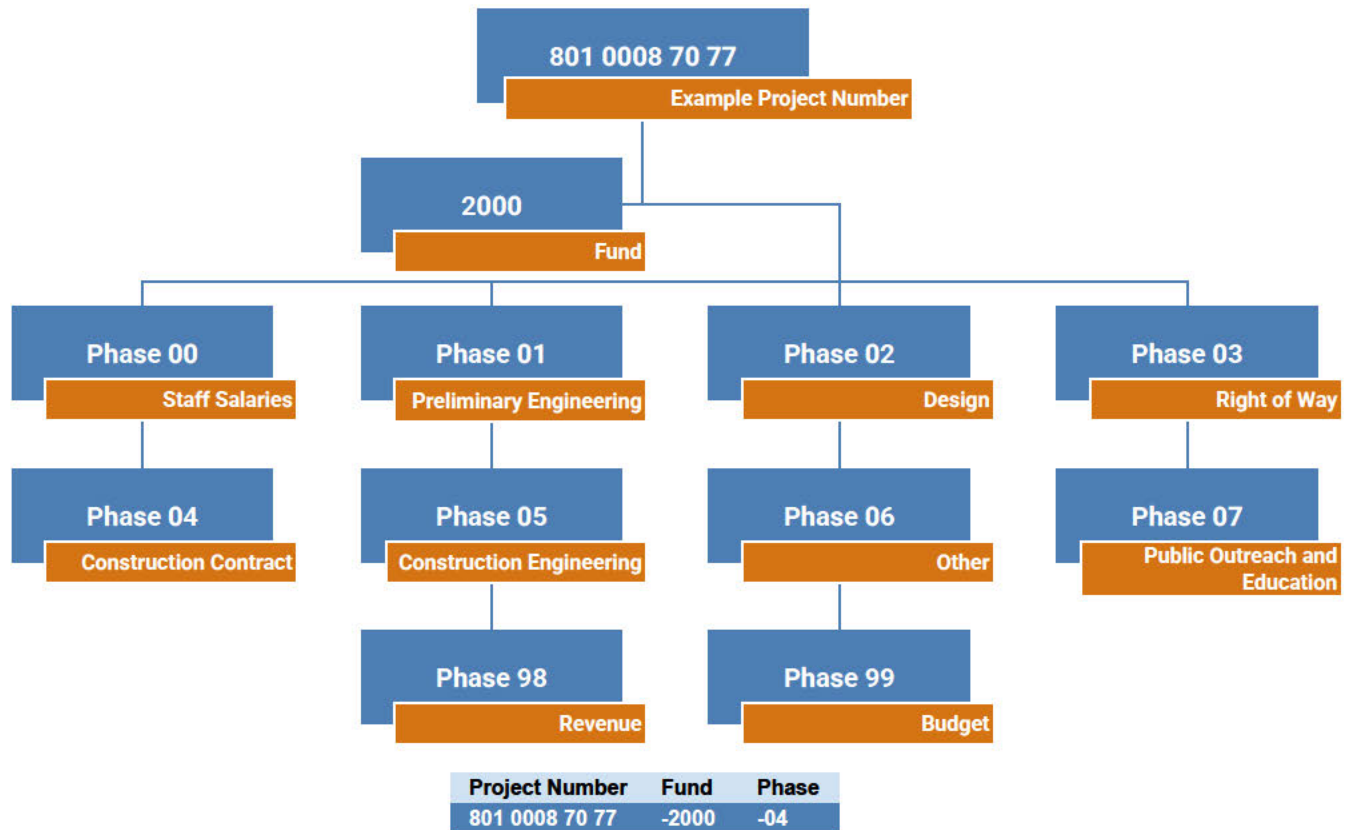 801 0008 70 77
Example Project Number
2000
Fund
Phase 00
Staff Salaries
Phase 01
Preliminary Engineering
Phase 02
Design
Phase 03
Right of Way
Phase 04
Construction Contract
Phase 05
Construction Engineering
Phase 06
Other
Phase 07
Public Outreach and
Education
Phase 98
Revenue
Phase 99
Budget
Project Number Fund Phase
801 0008 70 77 -2000 -04